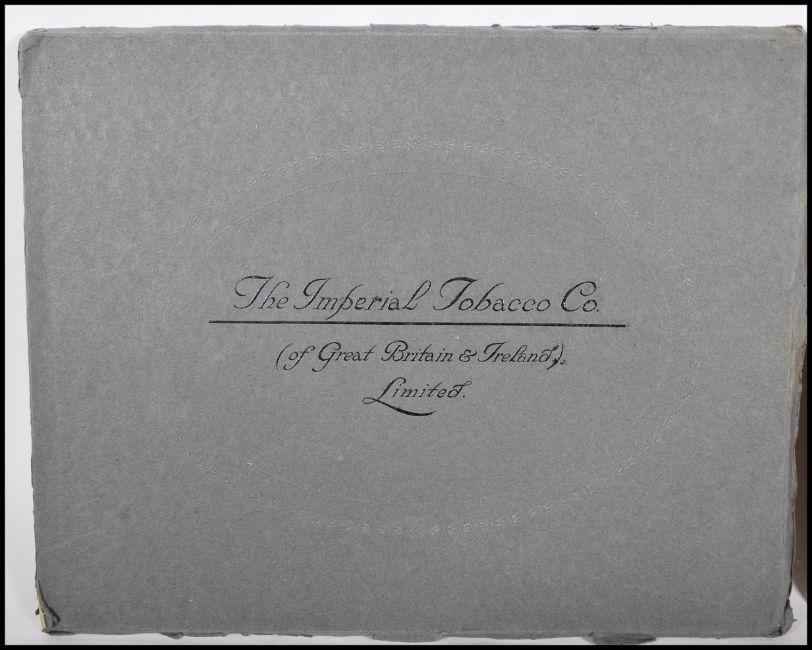 The Imperial Tobacco Co.
(of Great Britain & Ireland),
Limited.